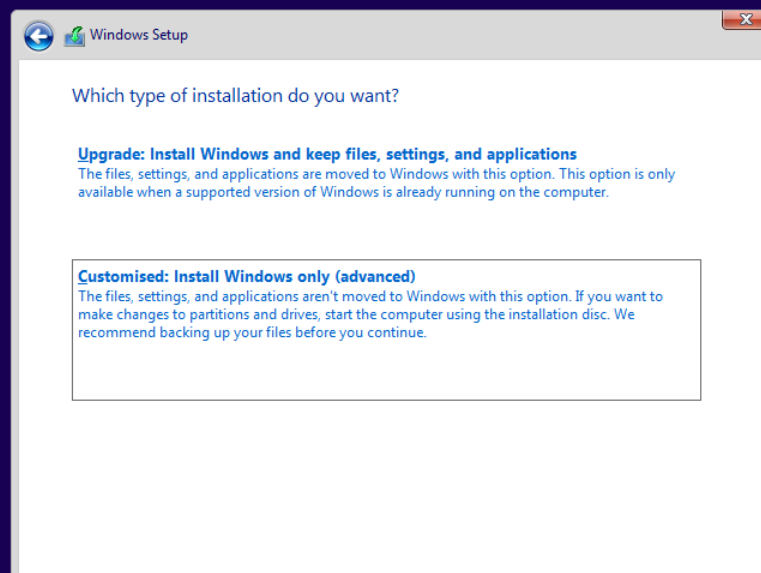 Windows Setup
Which type of installation do you want?
Upgrade: Install Windows and keep files, settings, and applications
The files, settings, and applications are moved to Windows with this option. This option is only
available when a supported version of Windows is already running on the computer.
Customised: Install Windows only (advanced)
The files, settings, and applications aren't moved to Windows with this option. If you want to
make changes to partitions and drives, start the computer using the installation disc. We
recommend backing up your files before you continue.